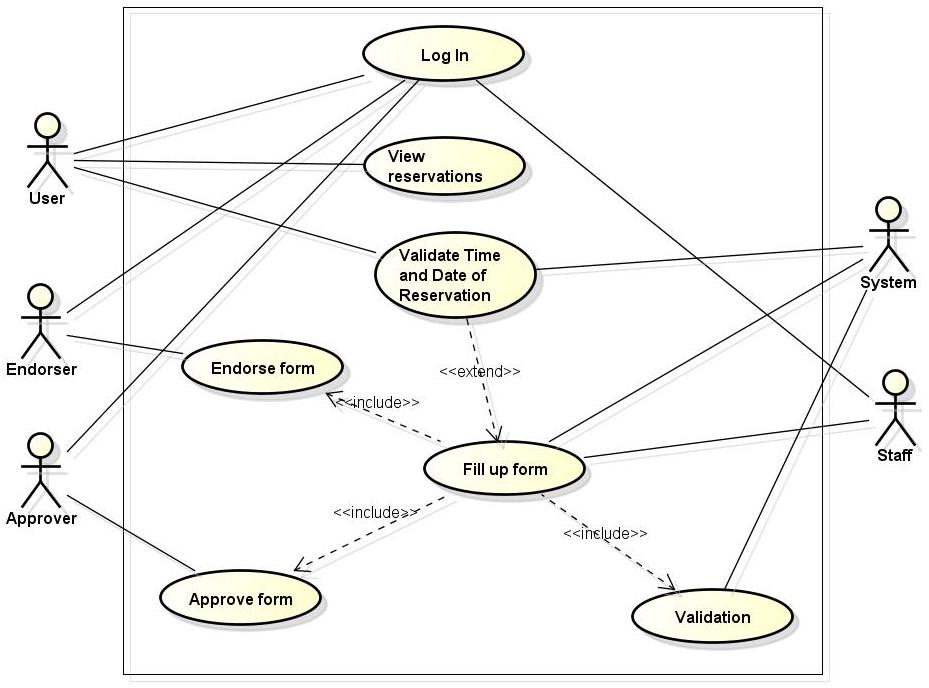 Log In
View
reservations
User
Validate Time
and Date of
Reservation
System
Endorser
Endorse form
<<extend>>
<<include>>
Staff
Fill up form
Approver
<<include>>
<<include>>
Approve form
Validation